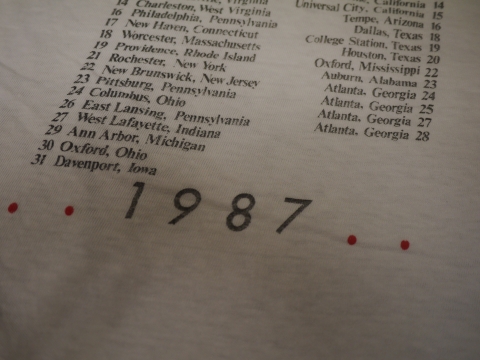 14 Charleston, West Virginia
16 Philadelphia, Pennsylvania
17 New Haven, Connecticut
18 Worcester, Massachusetts
19 Providence, Rhode Island
21 Rochester, New York
22 New Brunswick, New Jersey
23 Pittsburg, Pennsylvania
24 Columbus, Ohio
26 East Lansing, Pennsylvania
27 West Lafayette, Indiana
29 Ann Arbor, Michigan
30 Oxford, Ohio
31 Davenport, Iowa
California 14
Universal City, California 15
Tempe, Arizona 16
Dallas, Texas 18
College Station, Texas 19
Houston, Texas 20
Oxford, Mississippi 22
Auburn, Alabama 23
Atlanta, Georgia 24
Atlanta, Georgia 25
Atlanta, Georgia 27
Atlanta, Georgia 28
. . 1987 . .